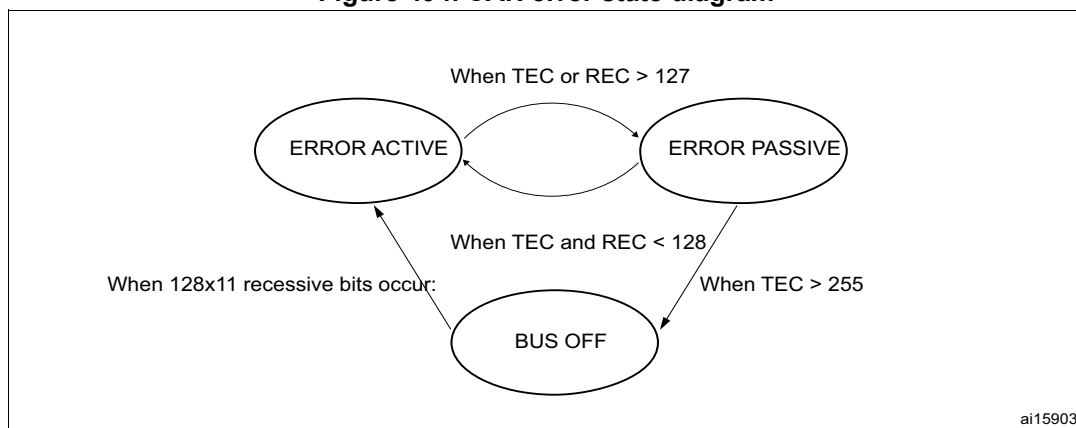 When TEC or REC > 127
ERROR ACTIVE
ERROR PASSIVE
When TEC and REC < 128
When 128x11 recessive bits occur:
When TEC > 255
BUS OFF
ai15903